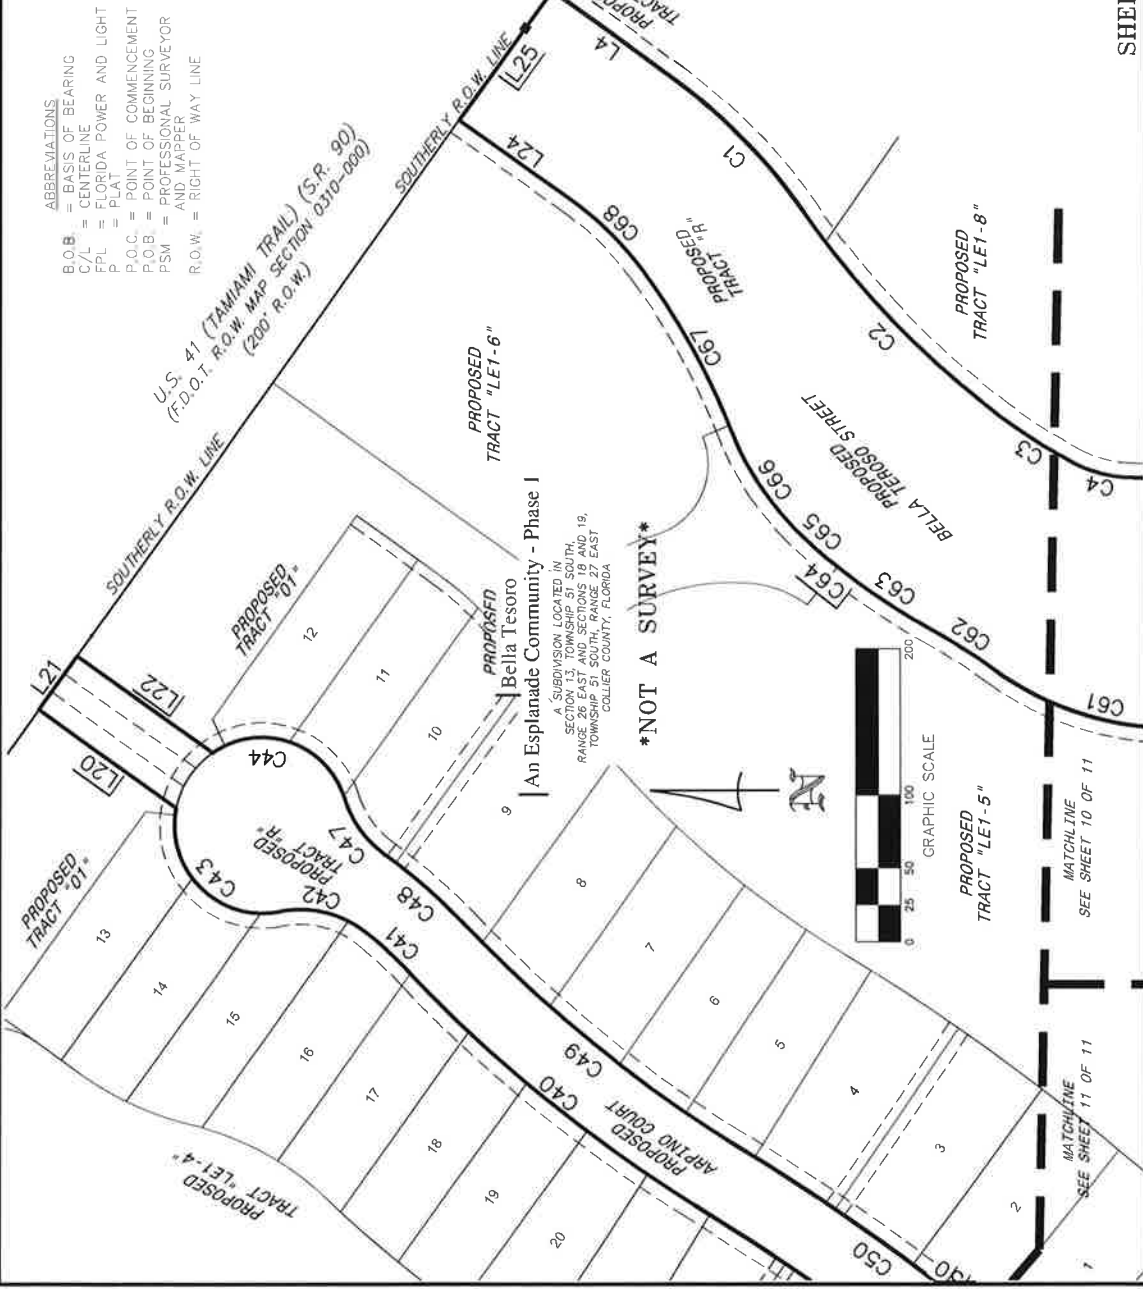 ABBREVIATIONS
B.O.B. = BASIS OF BEARING
C/L = CENTERLINE
FPL = FLORIDA POWER AND LIGHT
P = PLAT
P.O.C. = POINT OF COMMENCEMENT
P.O.B. = POINT OF BEGINNING
PSM = PROFESSIONAL SURVEYOR
AND MAPPER
R.O.W. = RIGHT OF WAY LINE
U.S. 41 (TAMIAMI TRAIL) (S.R. 90)
(F.D.O.T. R.O.W. MAP SECTION 0310-000)
(200' R.O.W.)
SOUTHERLY R.O.W. LINE
SOUTHERLY R.O.W. LINE
L25
L4
L24
C1
C68
PROPOSED
TRACT "R"
C67
C2
PROPOSED
TRACT "LE1-8"
PROPOSED
TRACT "LE1-6"
C66
C65
C64
C63
C62
C61
C3
C4
PROPOSED
BELLA TEROSO STREET
L21
L22
L20
C44
C43
C42
C41
C47
C48
C49
C40
C50
PROPOSED
TRACT "R"
PROPOSED
TRACT "01"
PROPOSED
TRACT "01"
12
11
10
9
8
7
6
5
4
3
2
1
13
14
15
16
17
18
19
20
PROPOSED
TRACT "LE1-4"
PROPOSED
ARPINO COURT
PROPOSED
Bella Tesoro
An Esplanade Community - Phase 1
A SUBDIVISION LOCATED IN
SECTION 13, TOWNSHIP 51 SOUTH,
RANGE 26 EAST AND SECTIONS 18 AND 19,
TOWNSHIP 51 SOUTH, RANGE 27 EAST
COLLIER COUNTY, FLORIDA
*NOT A SURVEY*
N
0 25 50 100 200
GRAPHIC SCALE
PROPOSED
TRACT "LE1-5"
MATCHLINE
SEE SHEET 10 OF 11
MATCHLINE
SEE SHEET 11 OF 11